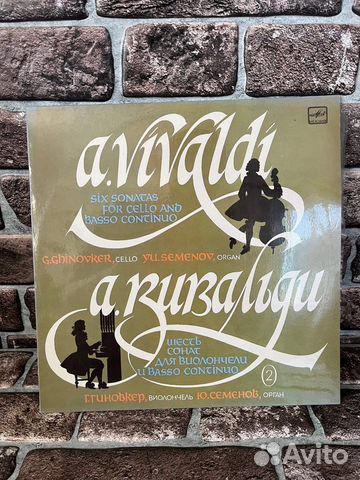 A.Vivaldi
SIX SONATAS
FOR CELLO AND
BASSO CONTINUO
G.GHINOVKER, CELLO YU.SEMENOV, ORGAN
А.Вивальди
ШЕСТЬ
СОНАТ
ДЛЯ ВИОЛОНЧЕЛИ
И BASSO CONTINUO
2
Г.ГИНОВКЕР, ВИОЛОНЧЕЛЬ Ю.СЕМЕНОВ, ОРГАН
Avito